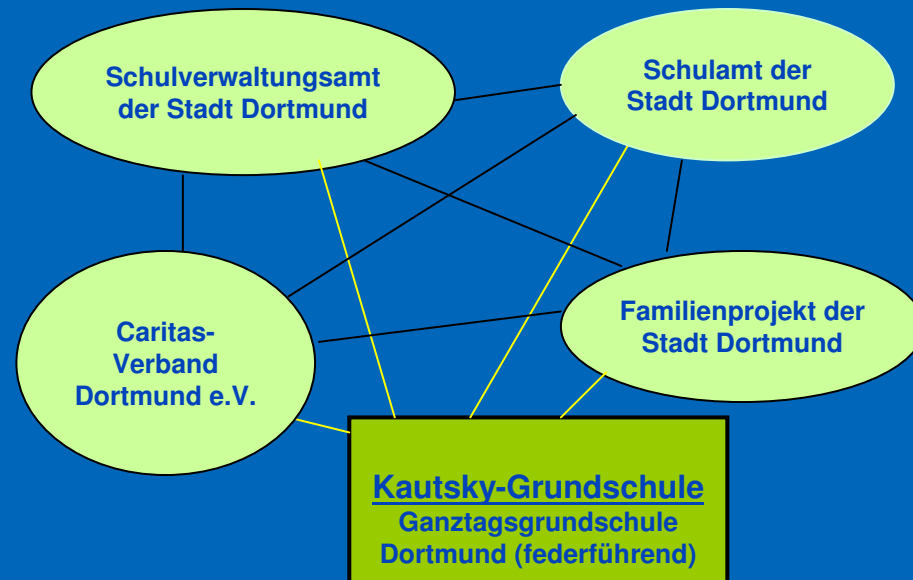 Schulverwaltungsamt
der Stadt Dortmund
Schulamt der
Stadt Dortmund
Caritas-
Verband
Dortmund e.V.
Familienprojekt der
Stadt Dortmund
Kautsky-Grundschule
Ganztagsgrundschule
Dortmund (federführend)